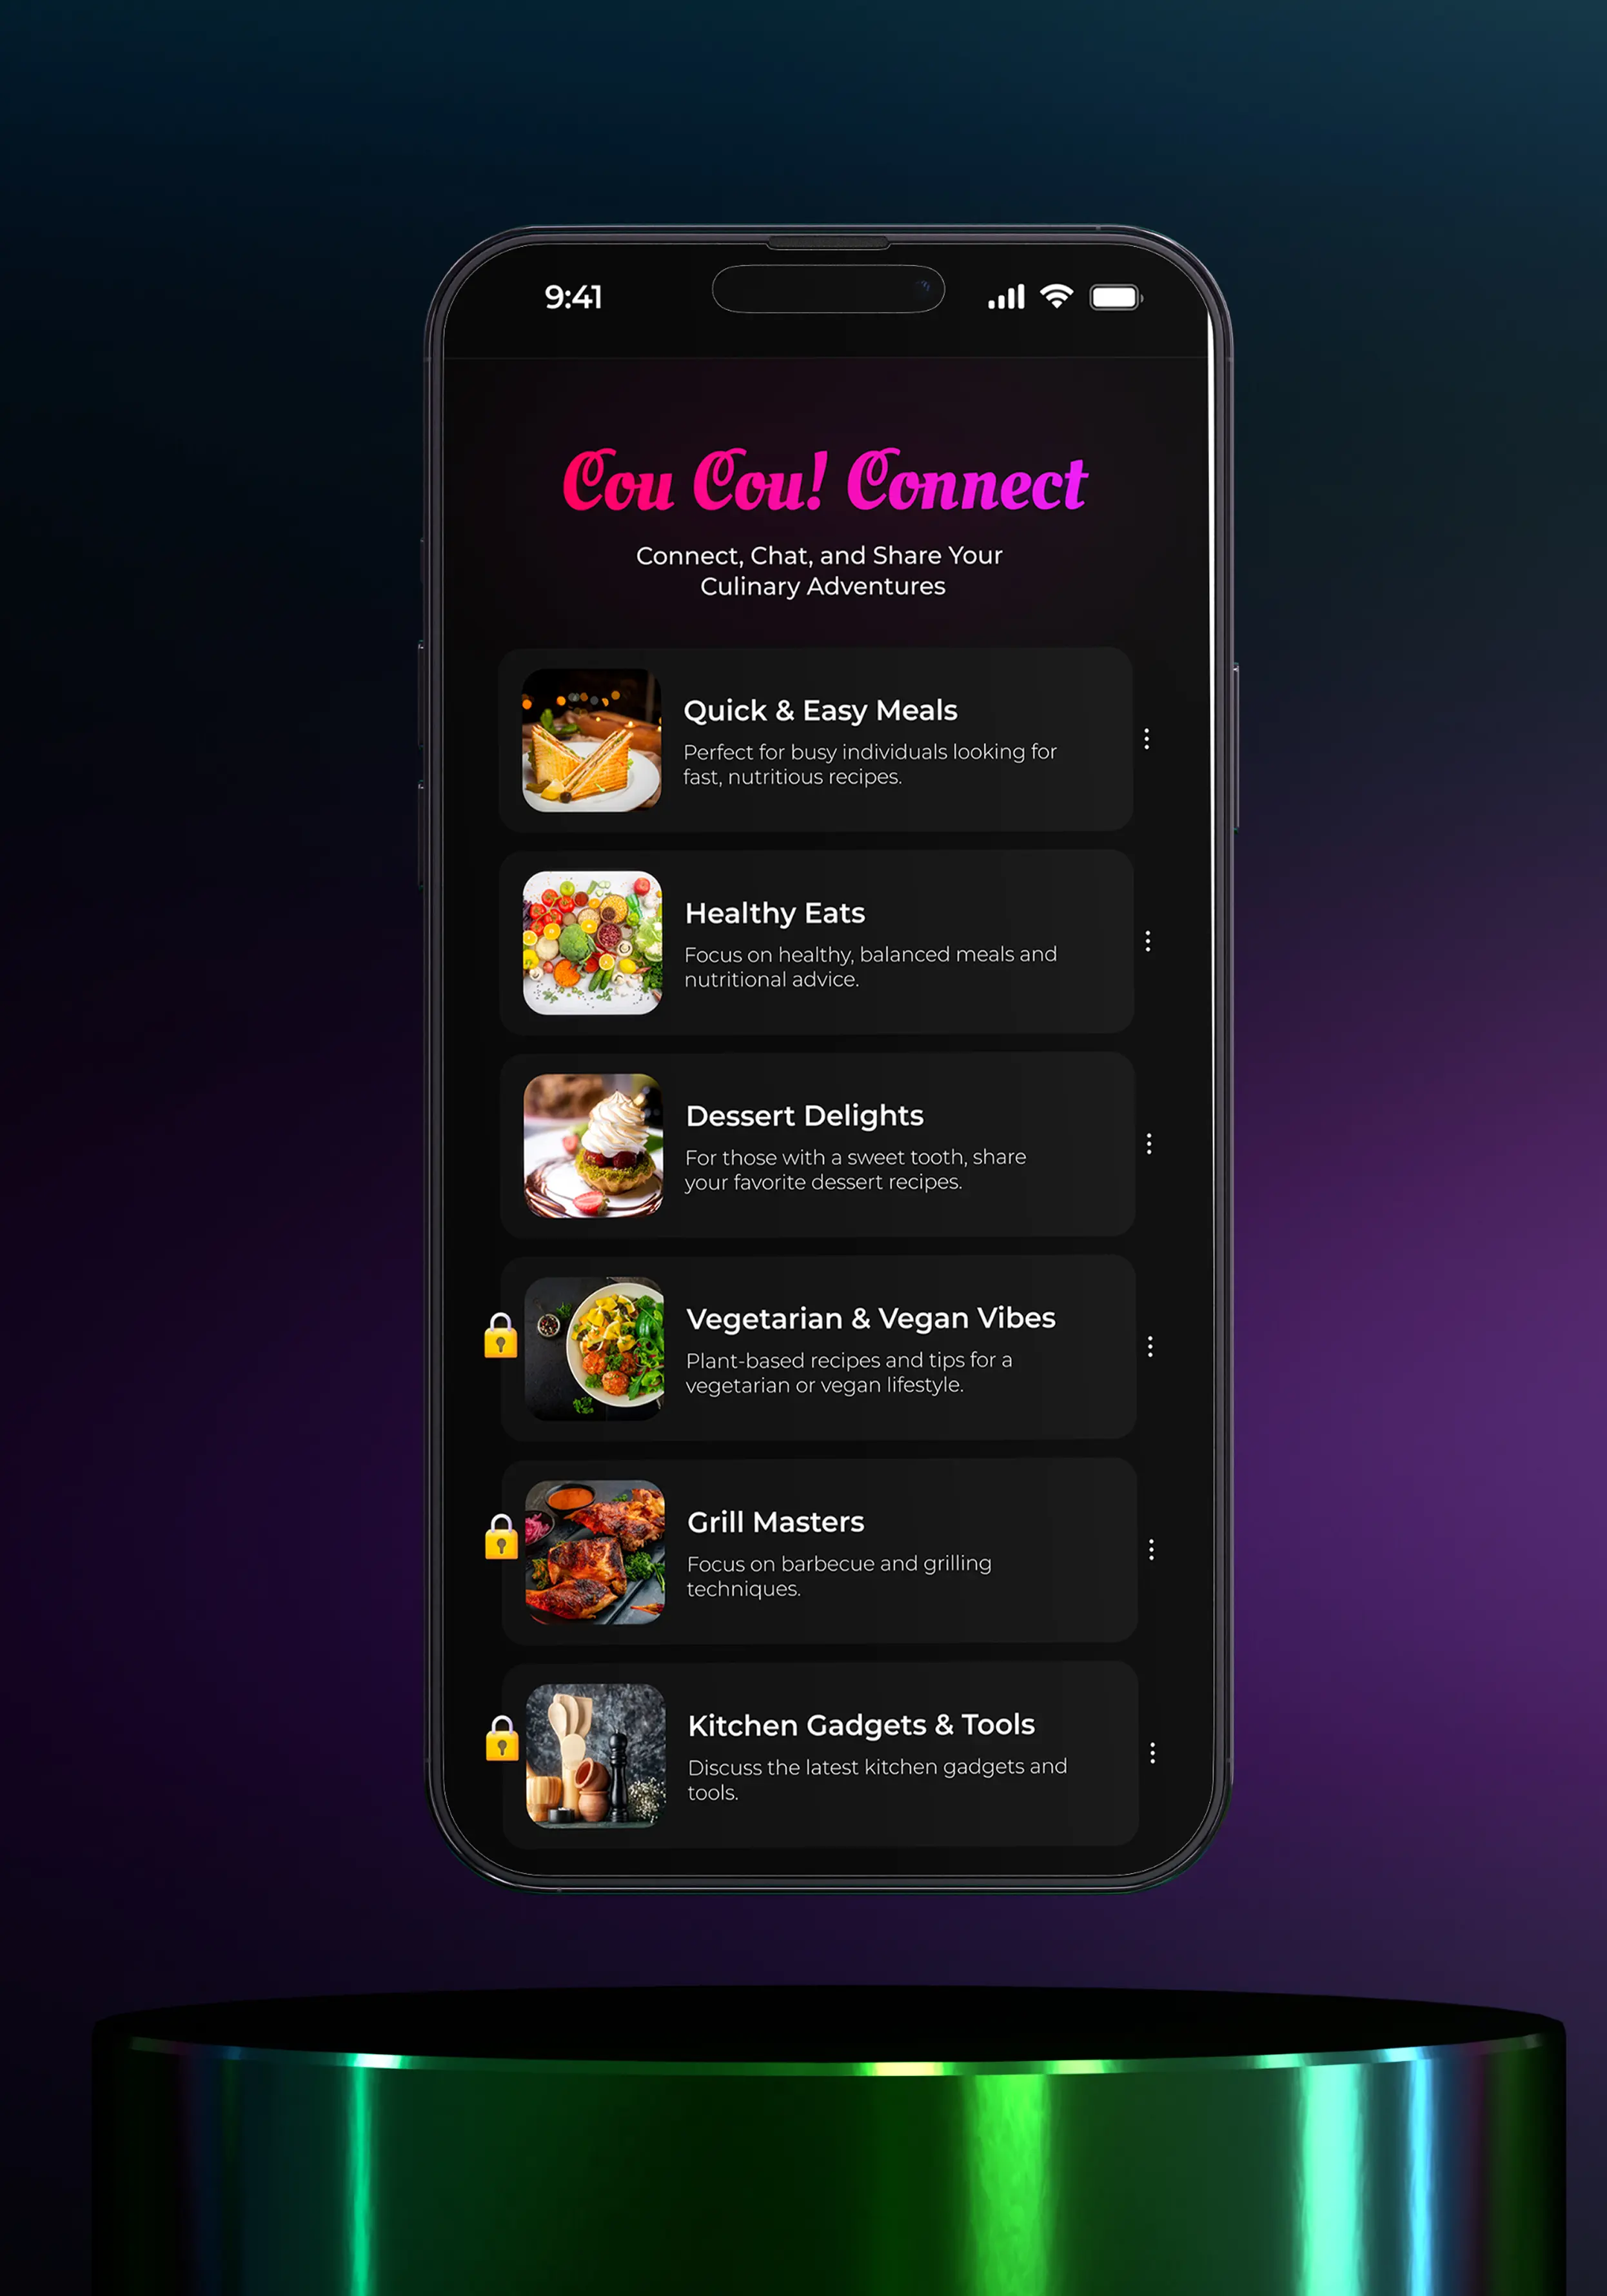 9:41
Cou Cou! Connect
Connect, Chat, and Share Your
Culinary Adventures
Quick & Easy Meals
Perfect for busy individuals looking for
fast, nutritious recipes.
Healthy Eats
Focus on healthy, balanced meals and
nutritional advice.
Dessert Delights
For those with a sweet tooth, share
your favorite dessert recipes.
Vegetarian & Vegan Vibes
Plant-based recipes and tips for a
vegetarian or vegan lifestyle.
Grill Masters
Focus on barbecue and grilling
techniques.
Kitchen Gadgets & Tools
Discuss the latest kitchen gadgets and
tools.